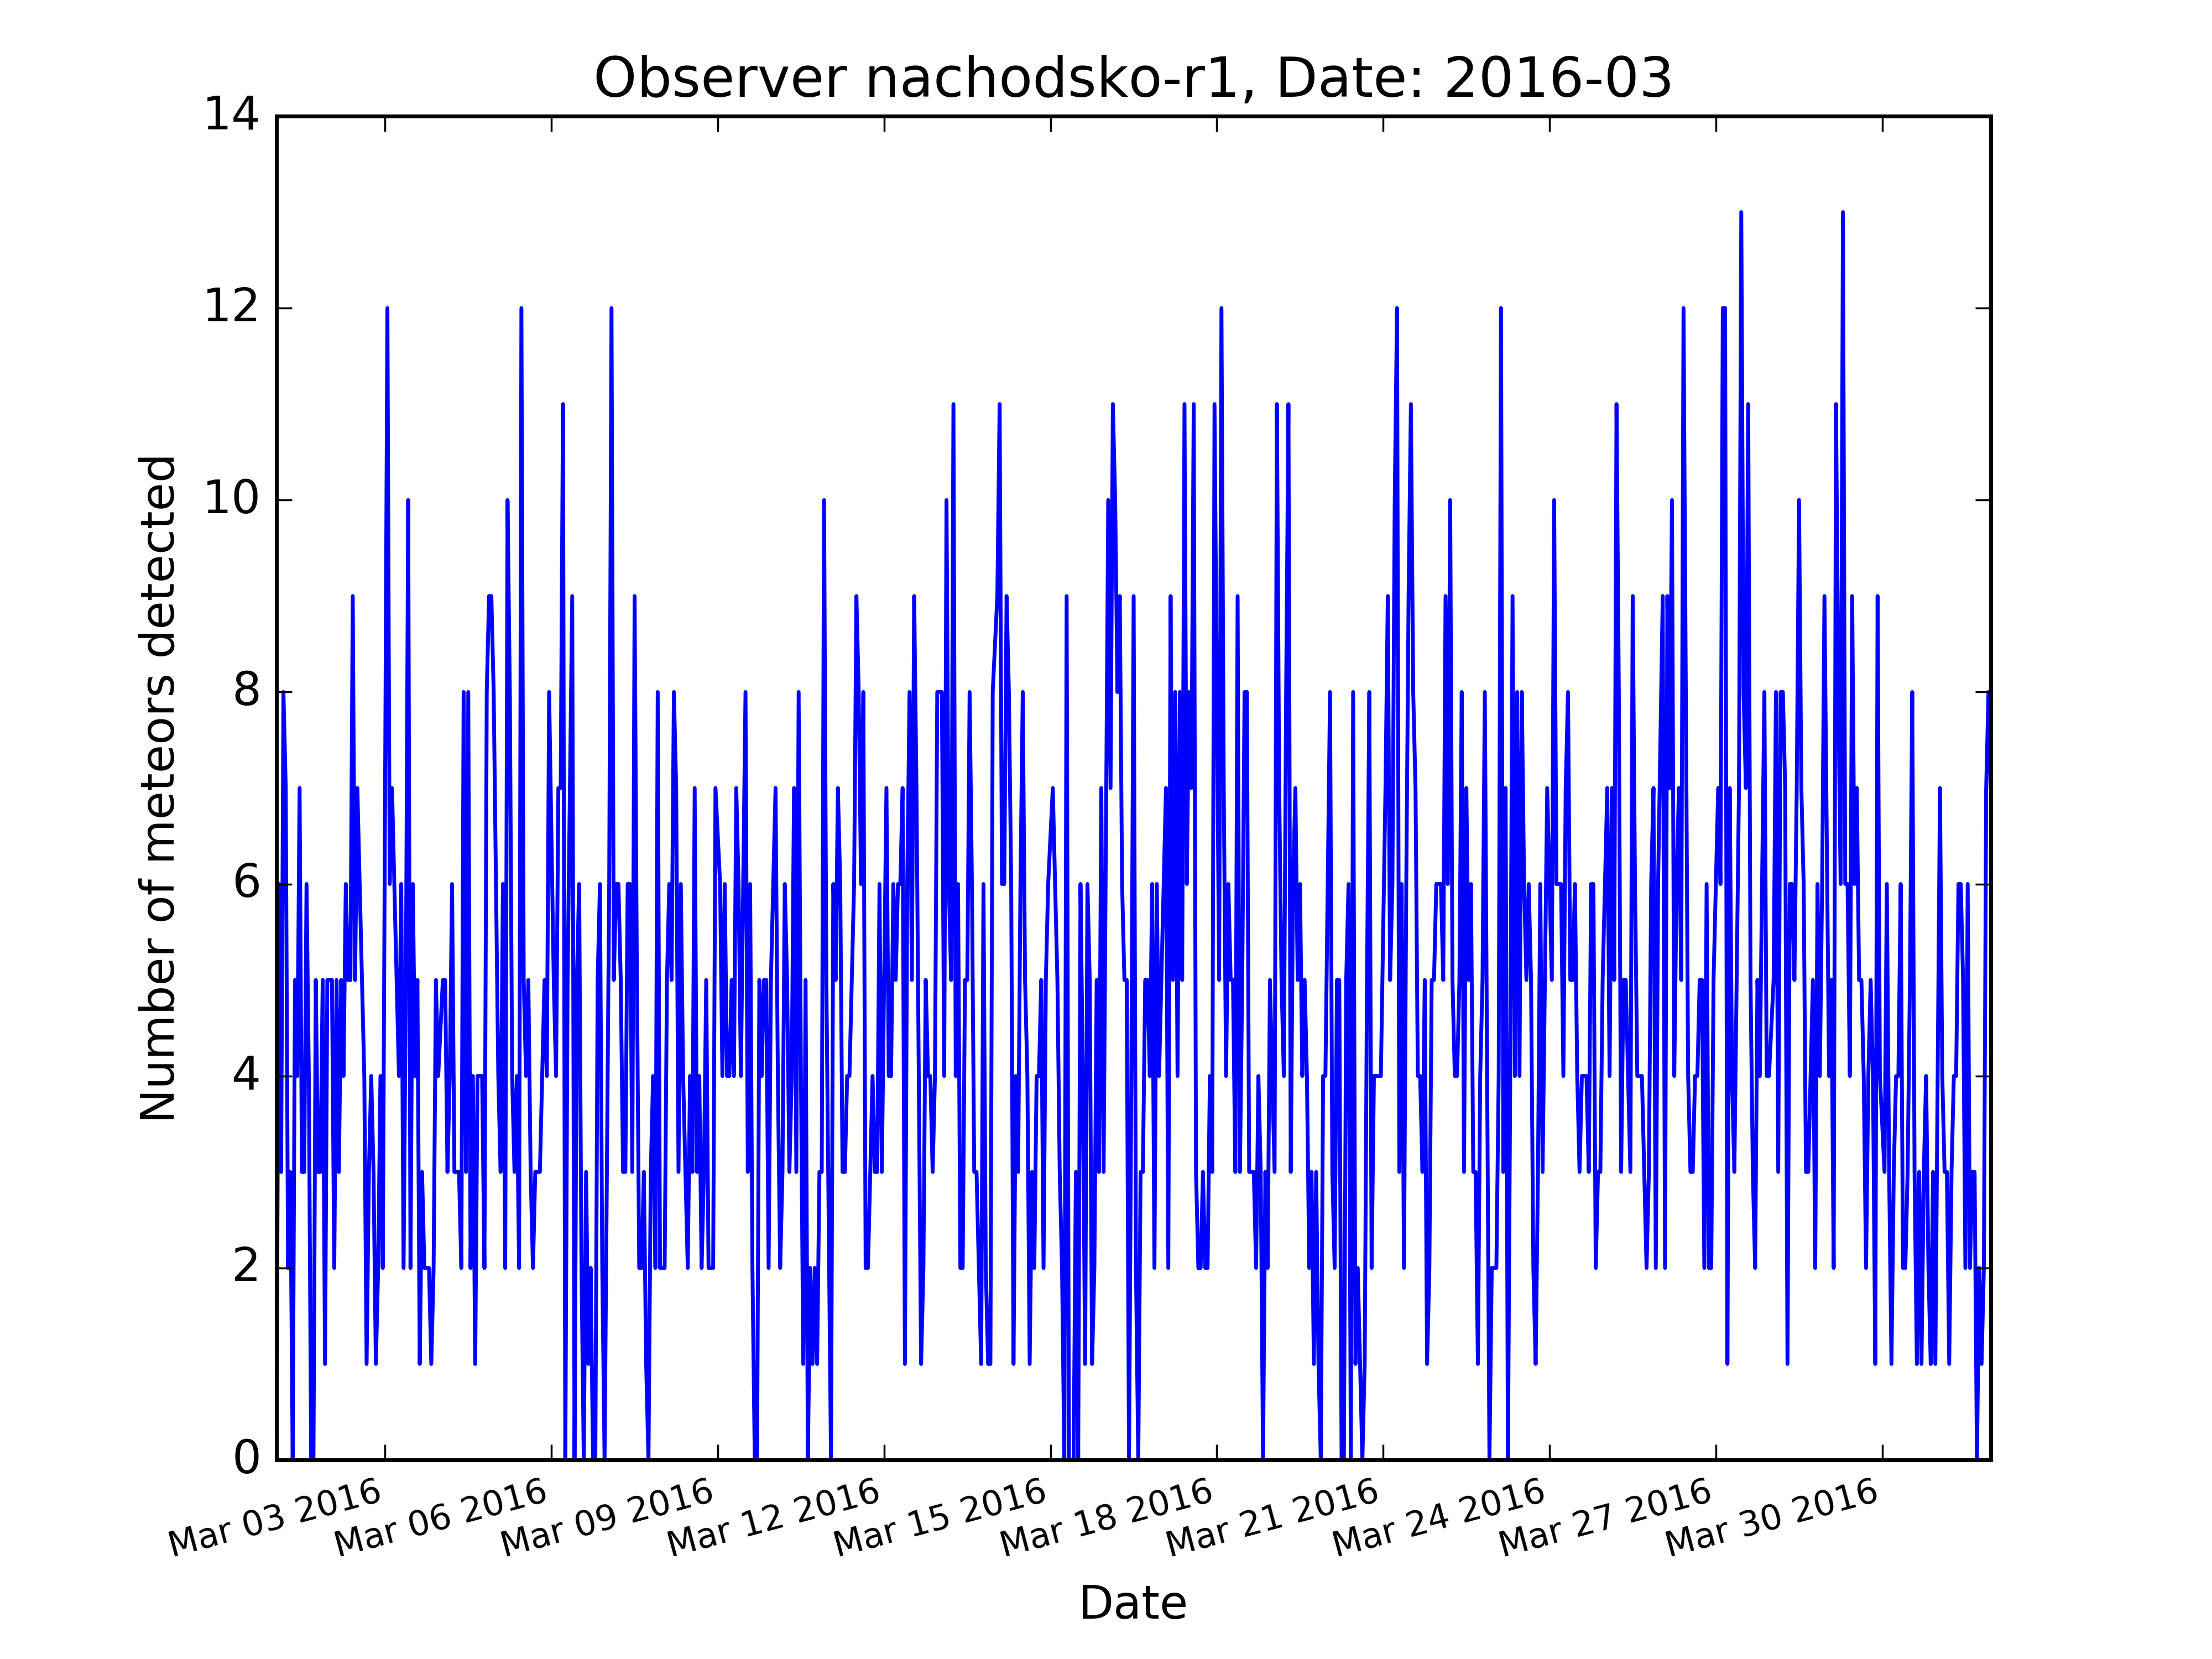 Observer nachodsko-r1, Date: 2016-03
Number of meteors detected
14
12
10
8
6
4
2
0
Mar 03 2016
Mar 06 2016
Mar 09 2016
Mar 12 2016
Mar 15 2016
Mar 18 2016
Mar 21 2016
Mar 24 2016
Mar 27 2016
Mar 30 2016
Date